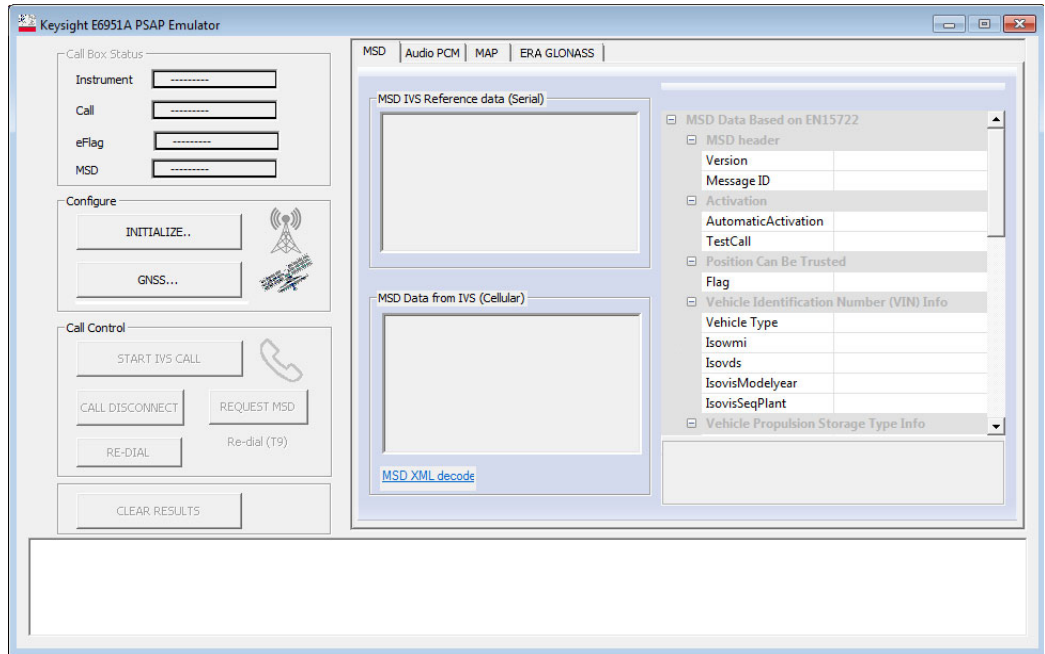 Keysight E6951A PSAP Emulator
Call Box Status
Instrument ---------
Call ---------
eFlag ---------
MSD ---------
Configure
INITIALIZE..
GNSS...
Call Control
START IVS CALL
CALL DISCONNECT
REQUEST MSD
RE-DIAL
Re-dial (T9)
CLEAR RESULTS
MSD
Audio PCM
MAP
ERA GLONASS
MSD IVS Reference data (Serial)
MSD Data from IVS (Cellular)
MSD XML decode
MSD Data Based on EN15722
MSD header
Version
Message ID
Activation
AutomaticActivation
TestCall
Position Can Be Trusted
Flag
Vehicle Identification Number (VIN) Info
Vehicle Type
Isowmi
Isovds
IsovisModelyear
IsovisSeqPlant
Vehicle Propulsion Storage Type Info